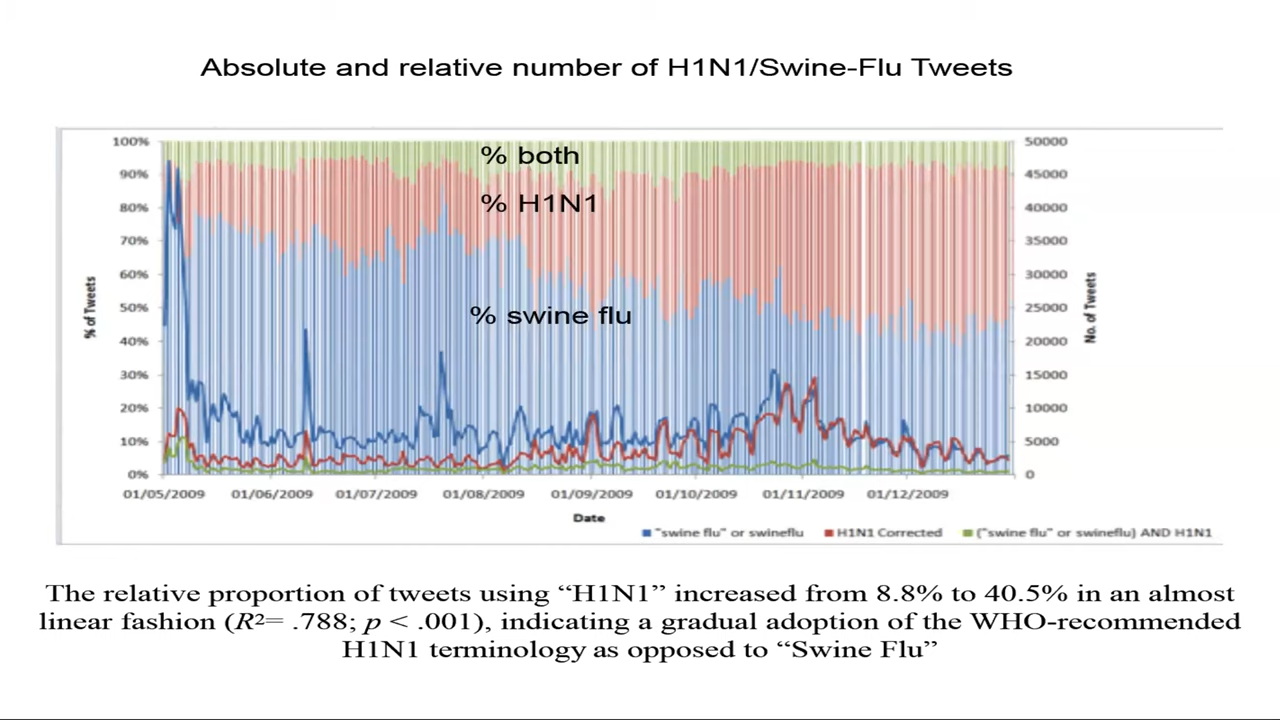 Absolute and relative number of H1N1/Swine-Flu Tweets
100%
90%
80%
70%
60%
50%
40%
30%
20%
10%
0%
% of Tweets
% both
% H1N1
% swine flu
50000
45000
40000
35000
30000
25000
20000
15000
10000
5000
0
No. of Tweets
01/05/2009 01/06/2009 01/07/2009 01/08/2009 01/09/2009 01/10/2009 01/11/2009 01/12/2009
Date
"swine flu" or swineflu H1N1 Corrected ("swine flu" or swineflu) AND H1N1
The relative proportion of tweets using “H1N1” increased from 8.8% to 40.5% in an almost
linear fashion (R²= .788; p < .001), indicating a gradual adoption of the WHO-recommended
H1N1 terminology as opposed to “Swine Flu”